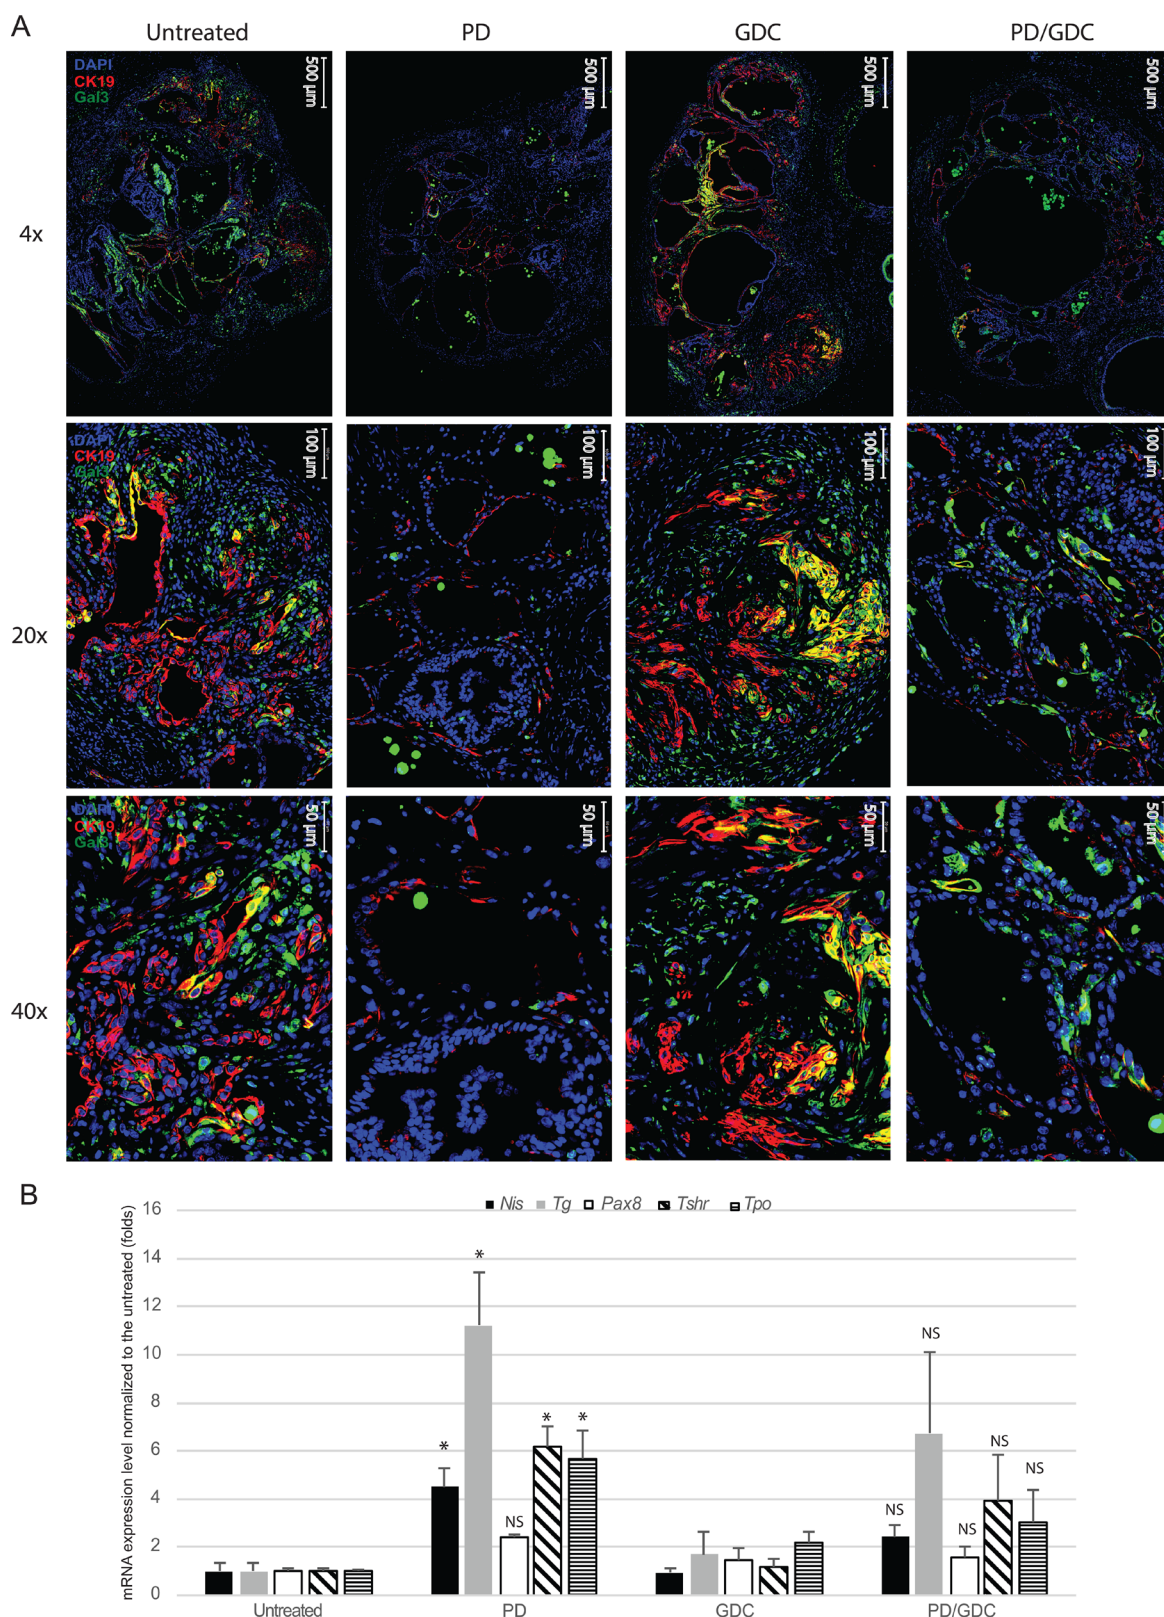 A
Untreated PD GDC PD/GDC
DAPI
CK19
Gal3
500 µm
500 µm
500 µm
500 µm
4x
DAPI
CK19
Gal3
100 µm
100 µm
100 µm
100 µm
20x
DAPI
CK19
Gal3
50 µm
50 µm
50 µm
50 µm
40x
B
mRNA expression level normalized to the untreated (folds)
Nis Tg Pax8 Tshr Tpo
16
14
12
10
8
6
4
2
0
* * NS * *
NS NS NS NS NS
Untreated PD GDC PD/GDC